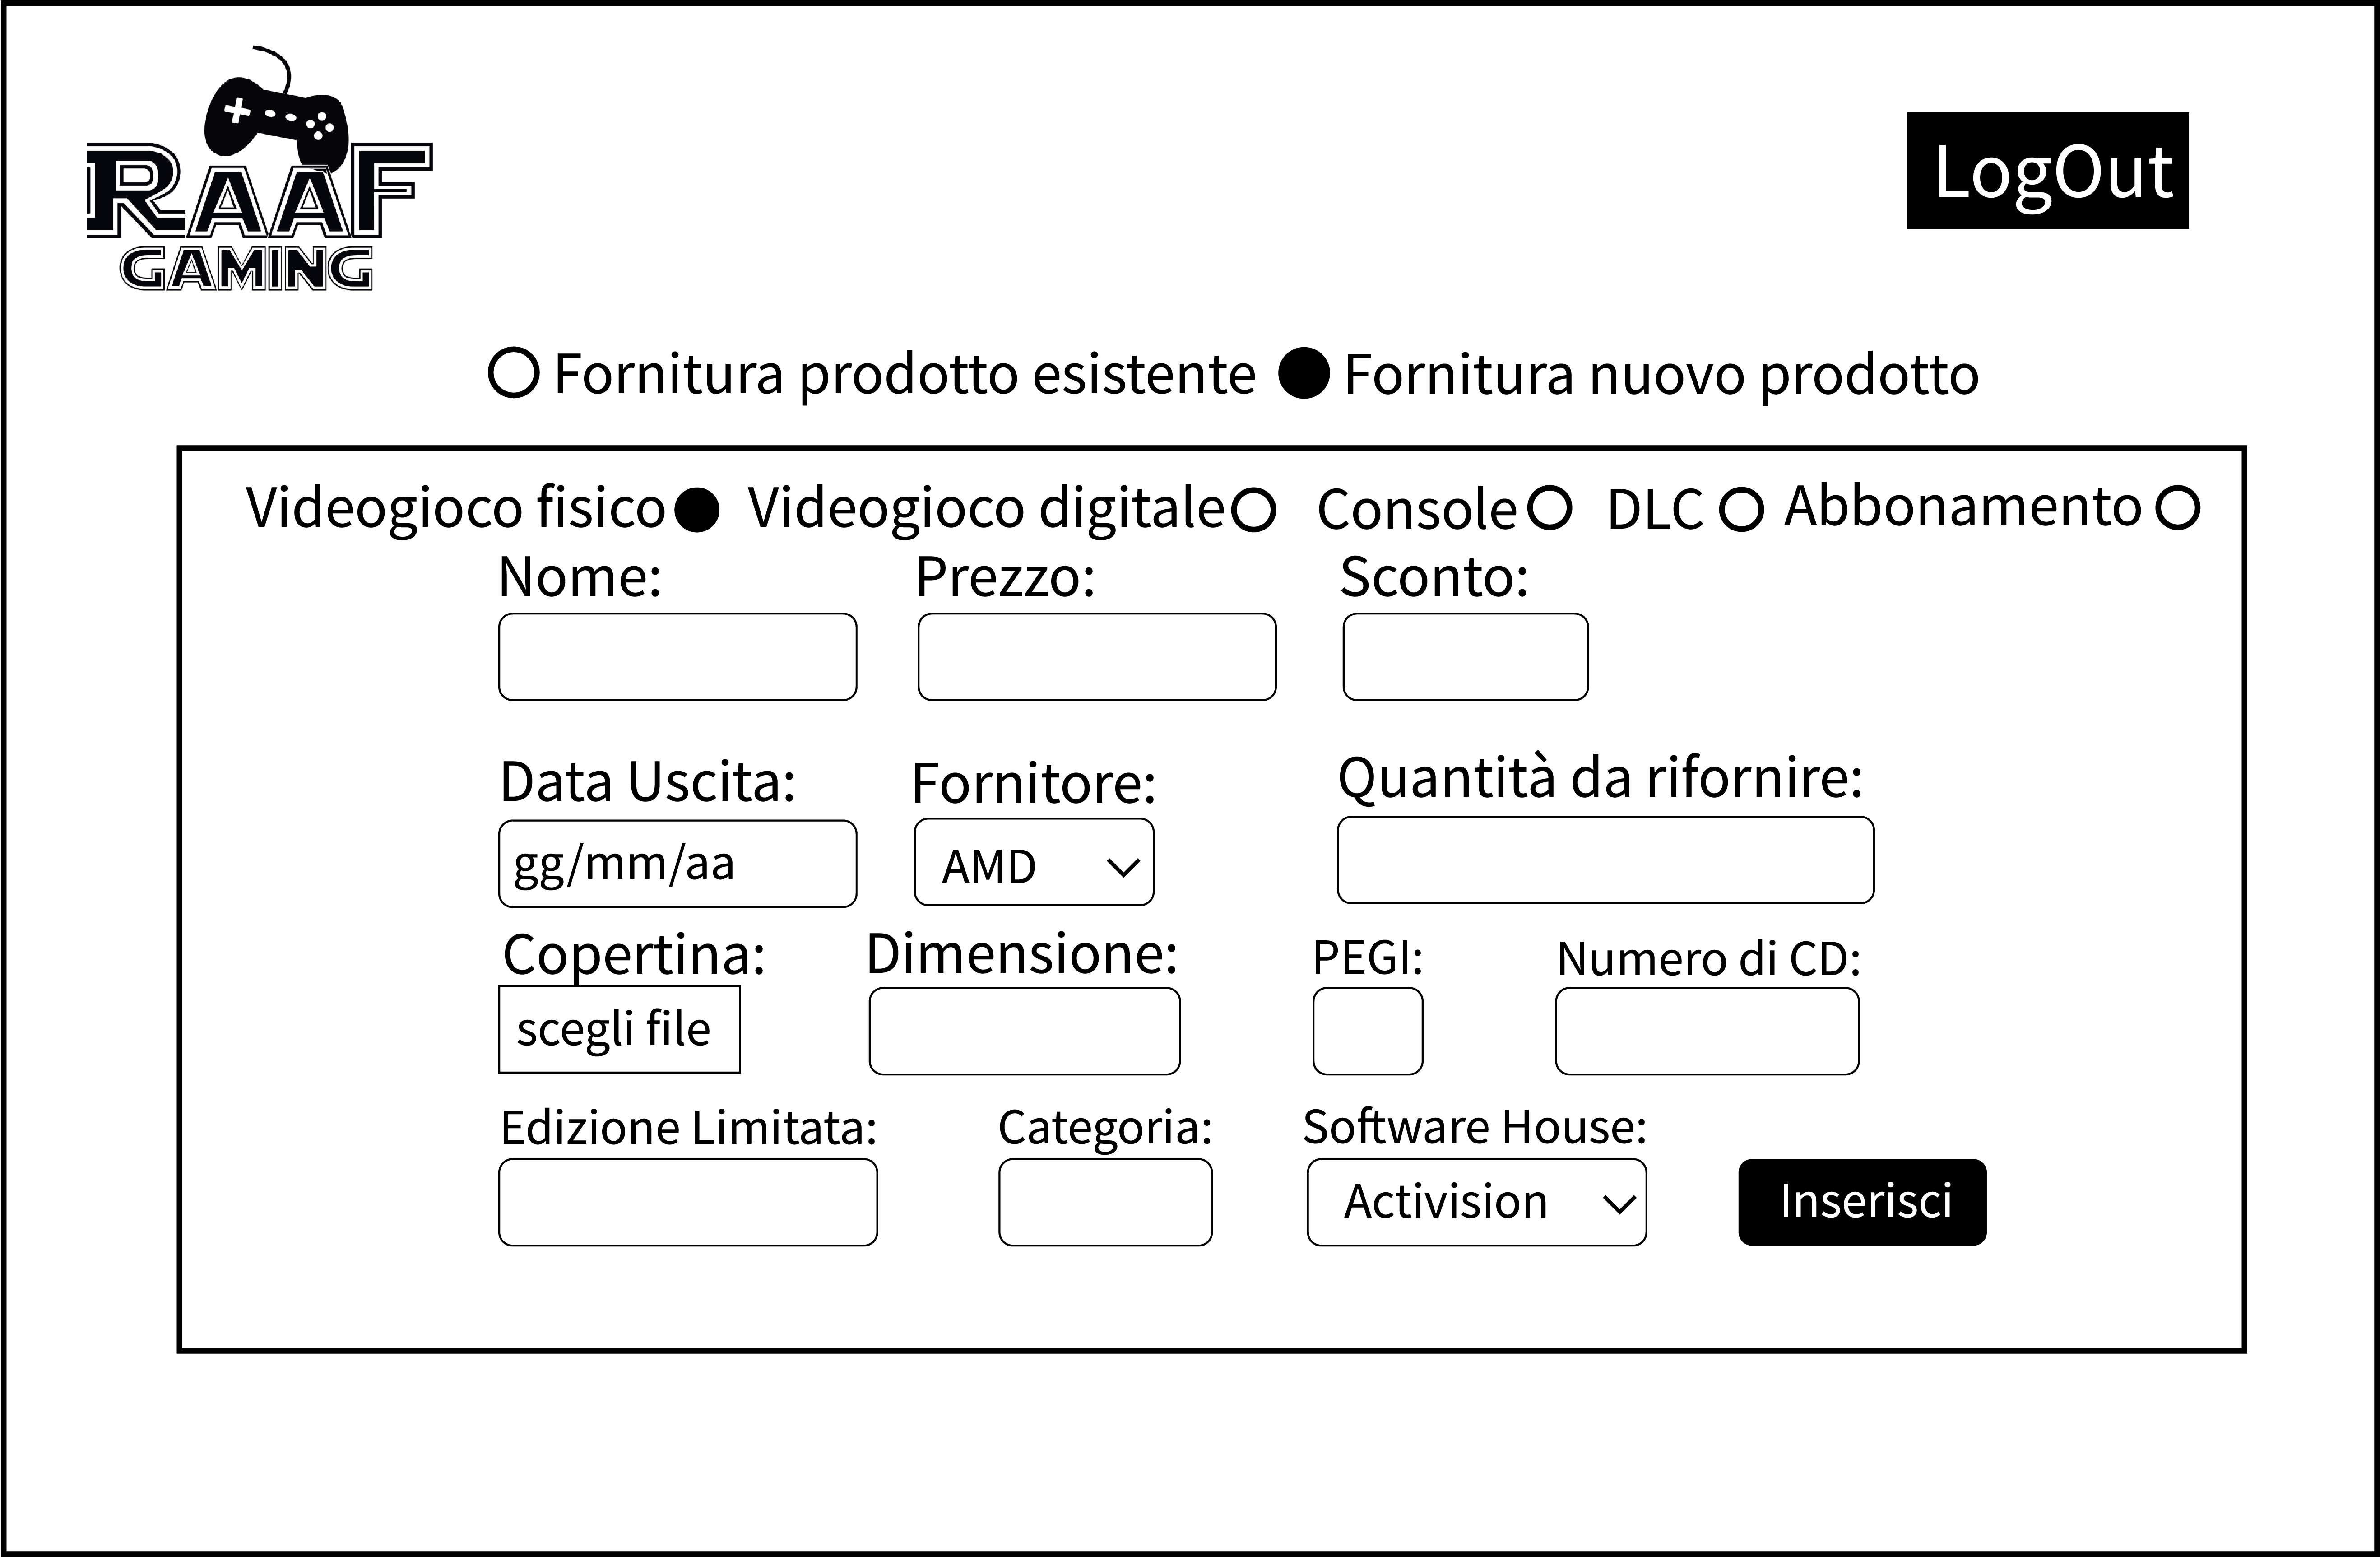 RAAF
GAMING
LogOut
Fornitura prodotto esistente Fornitura nuovo prodotto
Videogioco fisico Videogioco digitale Console DLC Abbonamento
Nome: Prezzo: Sconto:
Data Uscita: Fornitore: Quantità da rifornire:
gg/mm/aa AMD
Copertina: Dimensione: PEGI: Numero di CD:
scegli file
Edizione Limitata: Categoria: Software House:
Activision Inserisci